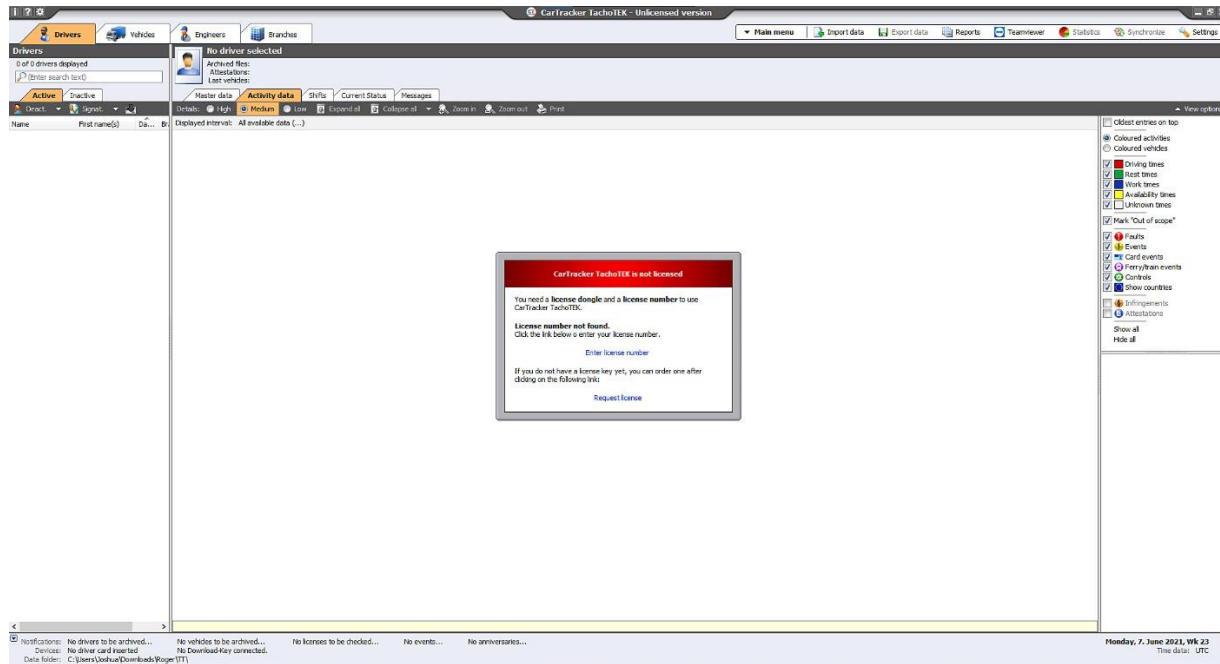 CarTracker TachoTEK - Unlicensed version
Drivers Vehicles Engineers Branches
Main menu Import data Export data Reports Teamviewer Statistics Synchronize Settings
Drivers
0 of 0 drivers displayed
(Enter search text)
Active Inactive
Deact. Signat.
Name First name(s) Da... Br
No driver selected
Archived files:
Attestations:
Last vehicles:
Master data Activity data Shifts Current Status Messages
Details: High Medium Low Expand all Collapse all Zoom in Zoom out Print View option
Displayed interval: All available data (...)
CarTracker TachoTEK is not licensed
You need a license dongle and a license number to use
CarTracker TachoTEK.
License number not found.
Click the link below o enter your license number.
Enter license number
If you do not have a license key yet, you can order one after
clicking on the following link:
Request license
Oldest entries on top
Coloured activities
Coloured vehicles
Driving times
Rest times
Work times
Availability times
Unknown times
Mark "Out of scope"
Faults
Events
Card events
Ferry/train events
Controls
Show countries
Infringements
Attestations
Show all
Hide all
Notifications: No drivers to be archived... No vehicles to be archived... No licenses to be checked... No events... No anniversaries...
Devices: No driver card inserted No Download-Key connected.
Data folder: C:\Users\Joshua\Downloads\Roger\TT\
Monday, 7. June 2021, Wk 23
Time data: UTC